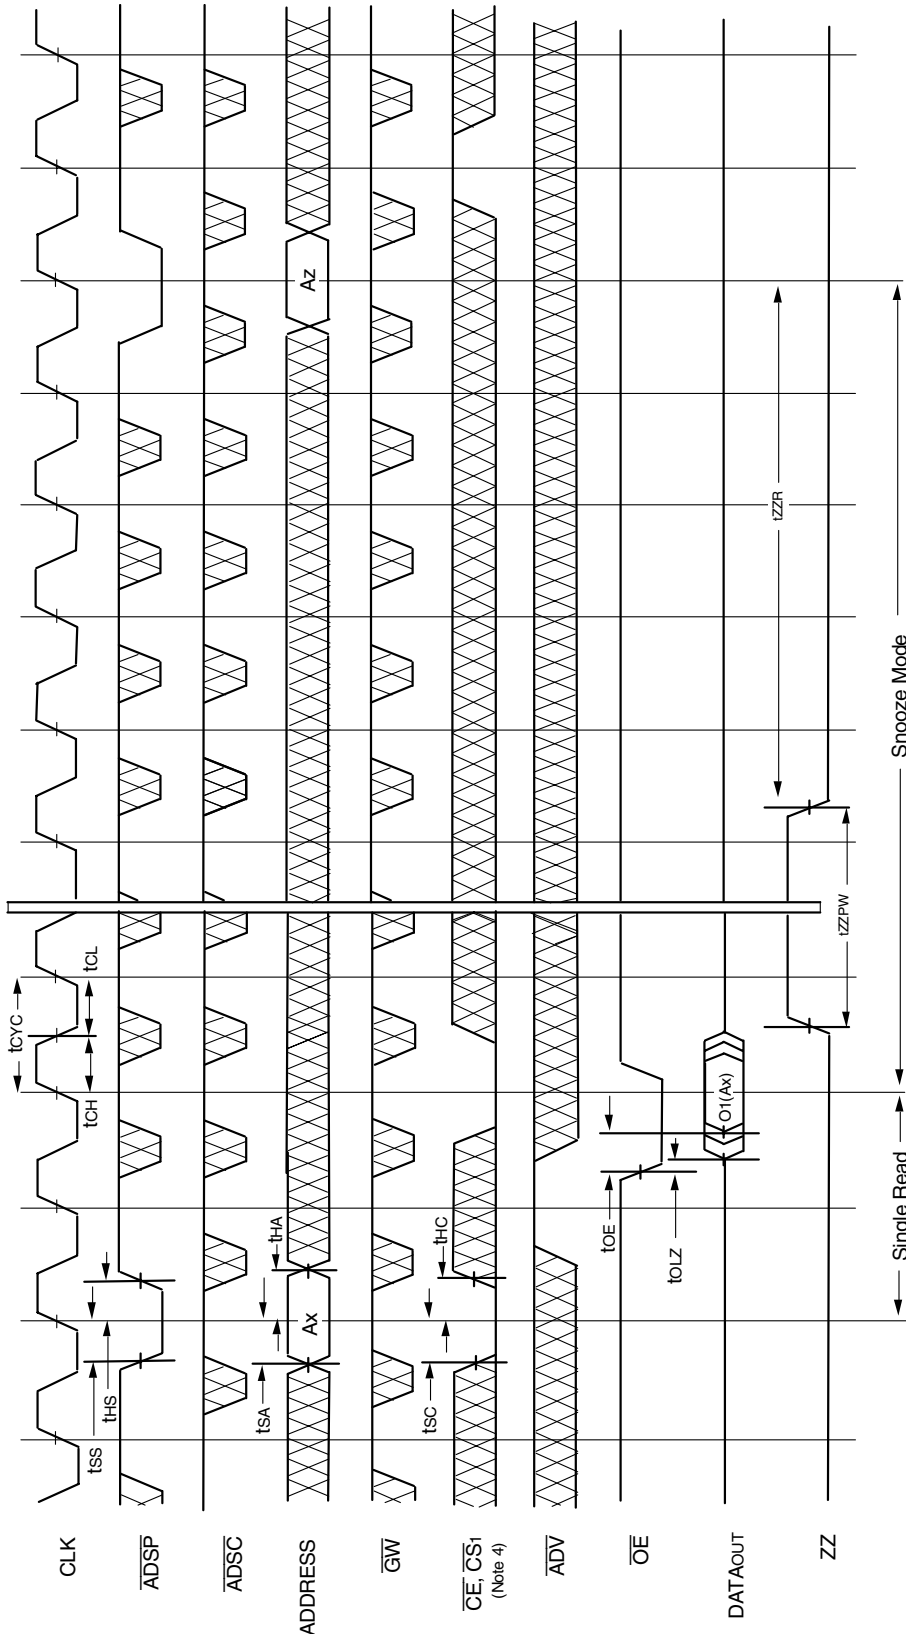 CLK
tCYC
tCH
tCL
tSS
tHS
ADSP
ADSC
ADDRESS
tSA
tHA
Ax
Az
GW
CE, CS1
(Note 4)
tSC
tHC
ADV
OE
tOE
tOLZ
DATAOUT
O1(Ax)
ZZ
tZZPW
tZZR
Single Read
Snooze Mode